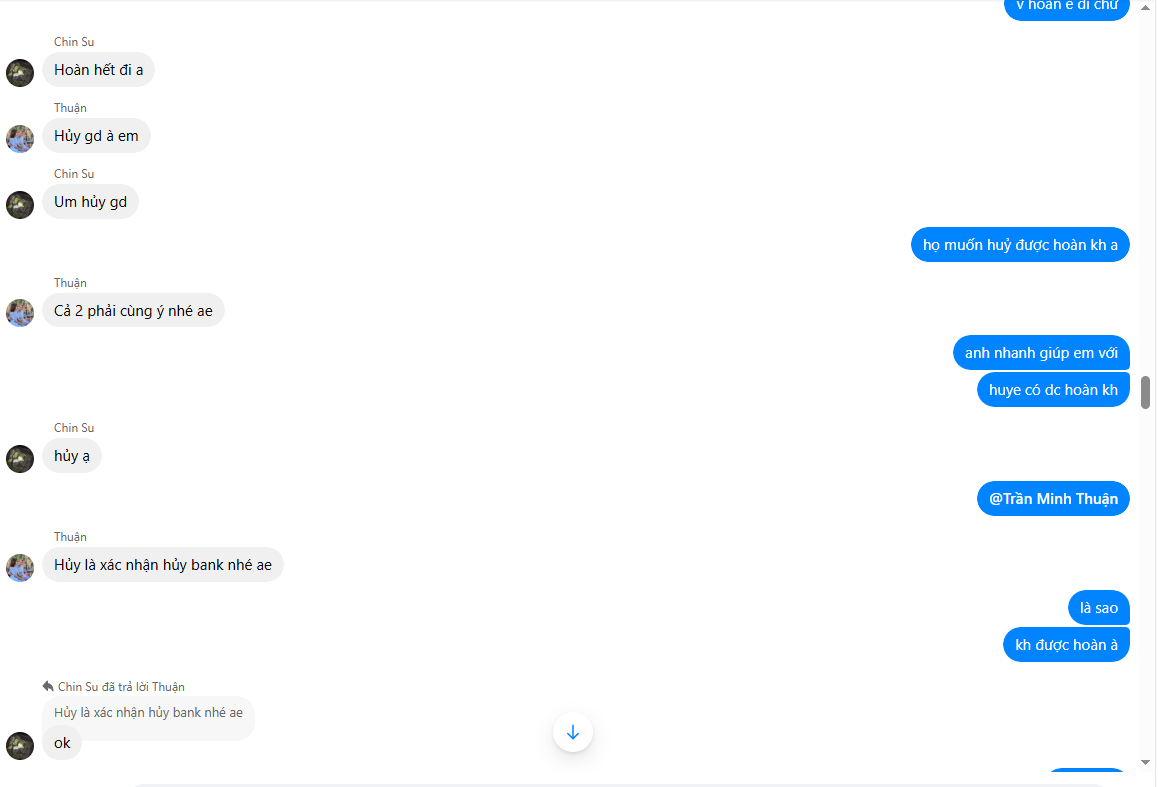 v hoàn e đi chứ
Chin Su
Hoàn hết đi a
Thuận
Hủy gd à em
Chin Su
Um hủy gd
họ muốn huỷ được hoàn kh a
Thuận
Cả 2 phải cùng ý nhé ae
anh nhanh giúp em với
huye có dc hoàn kh
Chin Su
hủy ạ
@Trần Minh Thuận
Thuận
Hủy là xác nhận hủy bank nhé ae
là sao
kh được hoàn à
Chin Su đã trả lời Thuận
Hủy là xác nhận hủy bank nhé ae
ok